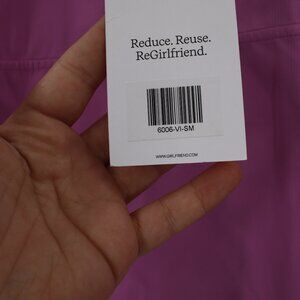 Reduce. Reuse.
ReGirlfriend.
6006-VI-SM
WWW.GIRLFRIEND.COM